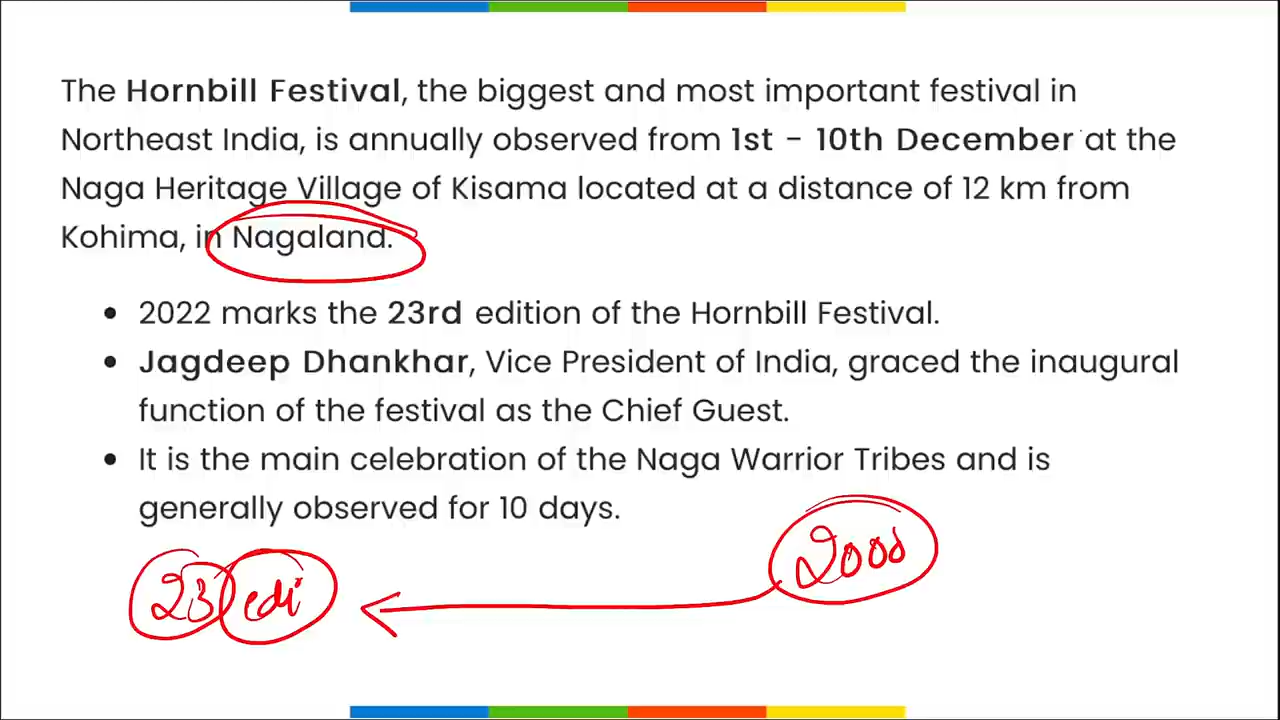 The Hornbill Festival, the biggest and most important festival in
Northeast India, is annually observed from 1st - 10th December at the
Naga Heritage Village of Kisama located at a distance of 12 km from
Kohima, in Nagaland.
• 2022 marks the 23rd edition of the Hornbill Festival.
• Jagdeep Dhankhar, Vice President of India, graced the inaugural
function of the festival as the Chief Guest.
• It is the main celebration of the Naga Warrior Tribes and is
generally observed for 10 days.
2000
23 edi